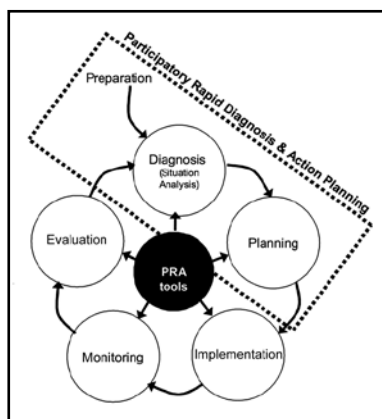 Participatory Rapid Diagnosis & Action Planning
Preparation
Diagnosis
(Situation
Analysis)
Evaluation
Planning
PRA
tools
Monitoring
Implementation